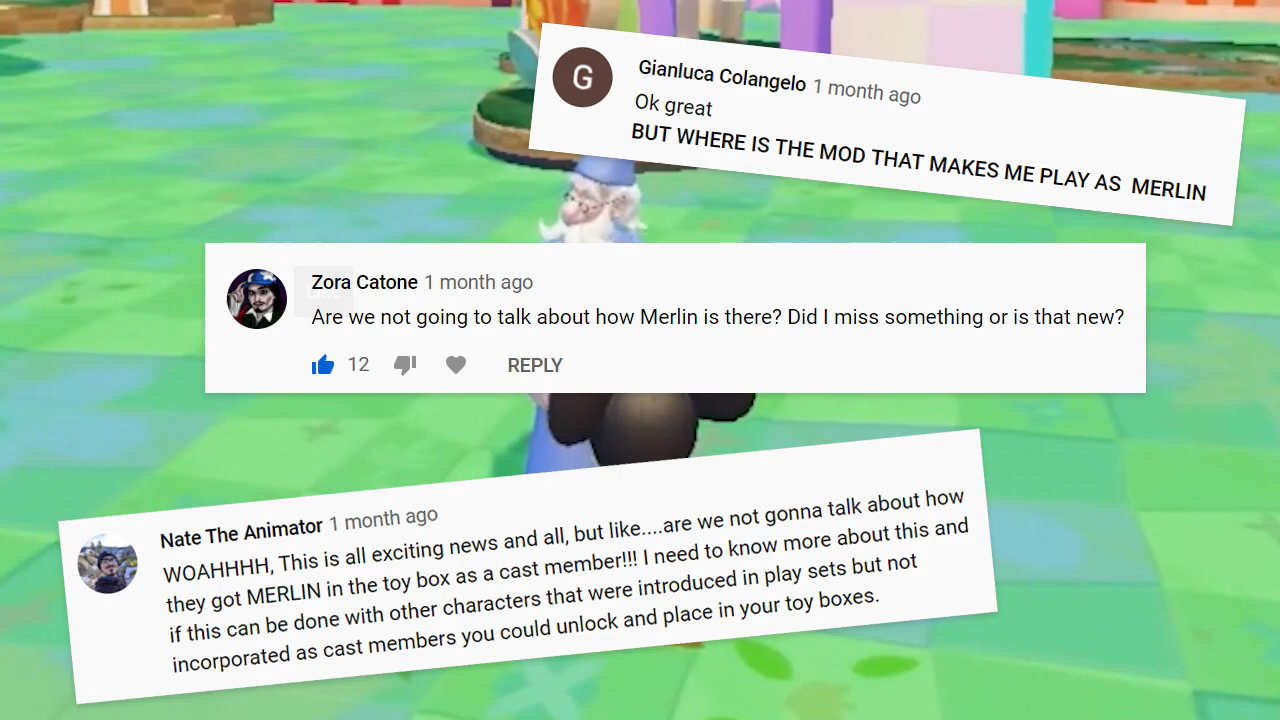 G
Gianluca Colangelo 1 month ago
Ok great
BUT WHERE IS THE MOD THAT MAKES ME PLAY AS MERLIN
Zora Catone 1 month ago
Are we not going to talk about how Merlin is there? Did I miss something or is that new?
12 REPLY
Nate The Animator 1 month ago
WOAHHHH, This is all exciting news and all, but like....are we not gonna talk about how
they got MERLIN in the toy box as a cast member!!! I need to know more about this and
if this can be done with other characters that were introduced in play sets but not
incorporated as cast members you could unlock and place in your toy boxes.